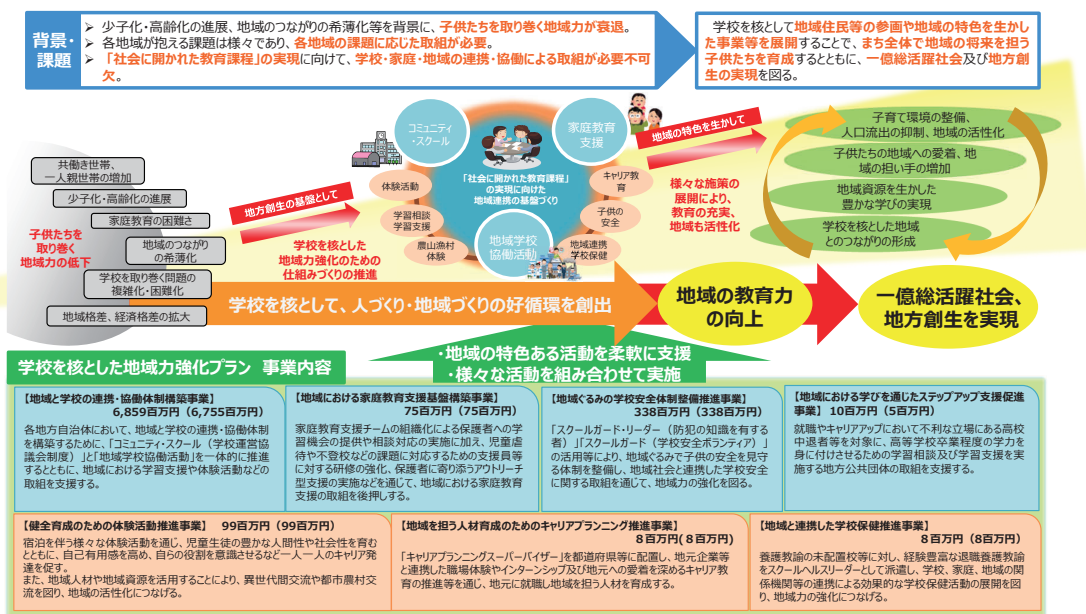 背景・
課題
➢ 少子化・高齢化の進展、地域のつながりの希薄化等を背景に、子供たちを取り巻く地域力が衰退。
➢ 各地域が抱える課題は様々であり、各地域の課題に応じた取組が必要。
➢ 「社会に開かれた教育課程」の実現に向けて、学校・家庭・地域の連携・協働による取組が必要不可
欠。
学校を核として地域住民等の参画や地域の特色を生かし
た事業等を展開することで、まち全体で地域の将来を担う
子供たちを育成するとともに、一億総活躍社会及び地方創
生の実現を図る。
共働き世帯、
一人親世帯の増加
少子化・高齢化の進展
家庭教育の困難さ
地域のつながり
の希薄化
学校を取り巻く問題の
複雑化・困難化
地域格差、経済格差の拡大
子供たちを
取り巻く
地域力の低下
地方創生の基盤として
学校を核とした
地域力強化のための
仕組みづくりの推進
コミュニティ
・スクール
家庭教育
支援
「社会に開かれた教育課程」
の実現に向けた
地域連携の基盤づくり
体験活動
学習相談
学習支援
農山漁村
体験
地域学校
協働活動
キャリア教
育
子供の
安全
地域連携
学校保健
地域の特色を生かして
様々な施策の
展開により、
教育の充実、
地域も活性化
子育て環境の整備、
人口流出の抑制、地域の活性化
子供たちの地域への愛着、地
域の担い手の増加
地域資源を生かした
豊かな学びの実現
学校を核とした地域
とのつながりの形成
学校を核として、人づくり・地域づくりの好循環を創出
地域の教育力
の向上
一億総活躍社会、
地方創生を実現
学校を核とした地域力強化プラン 事業内容
・地域の特色ある活動を柔軟に支援
・様々な活動を組み合わせて実施
【地域と学校の連携・協働体制構築事業】
6,859百万円（6,755百万円）
各地方自治体において、地域と学校の連携・協働体制
を構築するために、「コミュニティ・スクール（学校運営協
議会制度）」と「地域学校協働活動」を一体的に推進
するとともに、地域における学習支援や体験活動などの
取組を支援する。
【地域における家庭教育支援基盤構築事業】
75百万円（75百万円）
家庭教育支援チームの組織化による保護者への学
習機会の提供や相談対応の実施に加え、児童虐
待や不登校などの課題に対応するための支援員等
に対する研修の強化、保護者に寄り添うアウトリーチ
型支援の実施などを通じて、地域における家庭教育
支援の取組を後押しする。
【地域ぐるみの学校安全体制整備推進事業】
338百万円（338百万円）
「スクールガード・リーダー（防犯の知識を有する
者）」「スクールガード（学校安全ボランティア）」
の活用等により、地域ぐるみで子供の安全を見守
る体制を整備し、地域社会と連携した学校安全
に関する取組を通じて、地域力の強化を図る。
【地域における学びを通じたステップアップ支援促進
事業】 10百万円（5百万円）
就職やキャリアアップにおいて不利な立場にある高校
中退者等を対象に、高等学校卒業程度の学力を
身に付けさせるための学習相談及び学習支援を実
施する地方公共団体の取組を支援する。
【健全育成のための体験活動推進事業】 99百万円（99百万円）
宿泊を伴う様々な体験活動を通じ、児童生徒の豊かな人間性や社会性を育む
とともに、自己有用感を高め、自らの役割を意識させるなど一人一人のキャリア発
達を促す。
また、地域人材や地域資源を活用することにより、異世代間交流や都市農村交
流を図り、地域の活性化につなげる。
【地域を担う人材育成のためのキャリアプランニング推進事業】
8百万円(8百万円)
「キャリアプランニングスーパーバイザー」を都道府県等に配置し、地元企業等
と連携した職場体験やインターンシップ及び地元への愛着を深めるキャリア教
育の推進等を通じ、地元に就職し地域を担う人材を育成する。
【地域と連携した学校保健推進事業】
8百万円（8百万円）
養護教諭の未配置校等に対し、経験豊富な退職養護教諭
をスクールヘルスリーダーとして派遣し、学校、家庭、地域の関
係機関等の連携による効果的な学校保健活動の展開を図
り、地域力の強化につなげる。